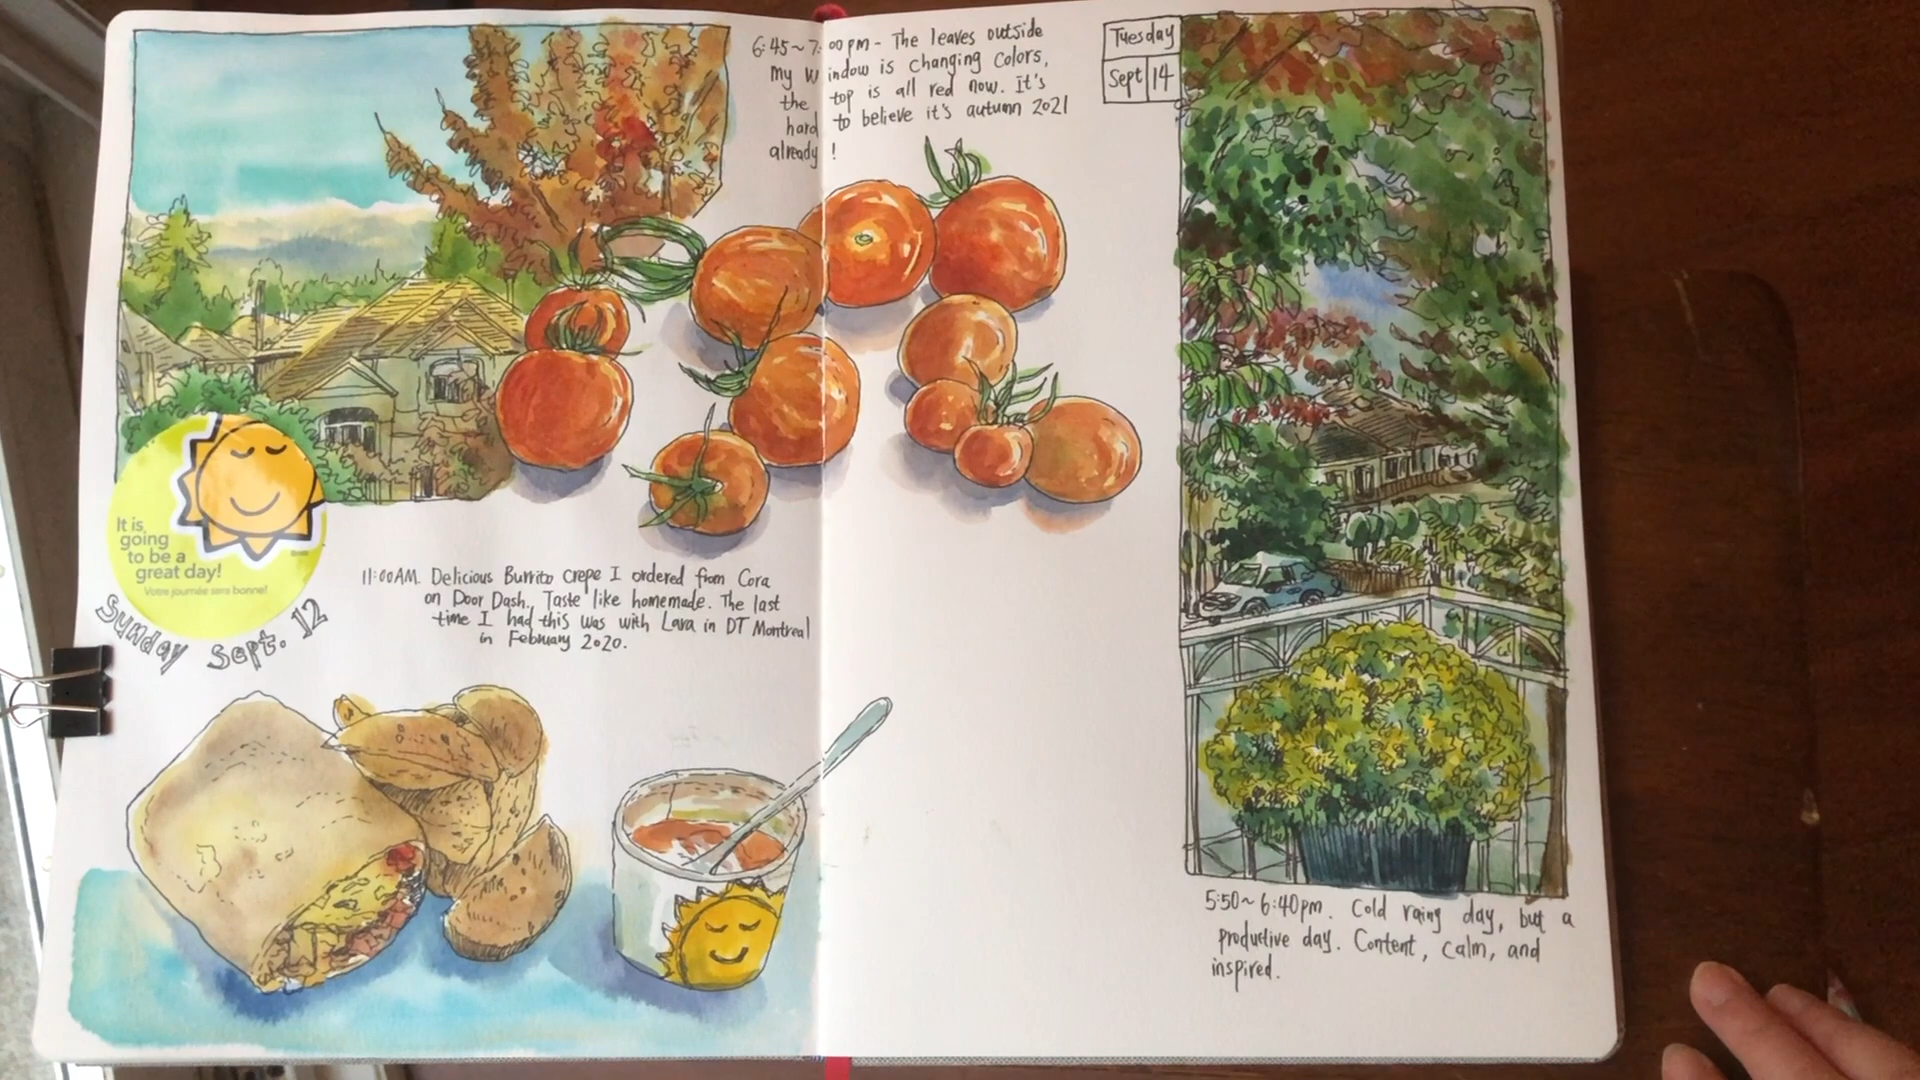 6:45~7:00 pm - The leaves outside
my window is changing colors,
the top is all red now. It's
hard to believe it's autumn 2021
already!
Tuesday
Sept 14
It is
going
to be a
great day!
Votre journée sera bonne!
Sunday Sept. 12
11:00AM. Delicious Burrito crepe I ordered from Cora
on Door Dash. Taste like homemade. The last
time I had this was with Lara in DT Montreal
in February 2020.
5:50~6:40pm. Cold rainy day, but a
productive day. Content, calm, and
inspired.